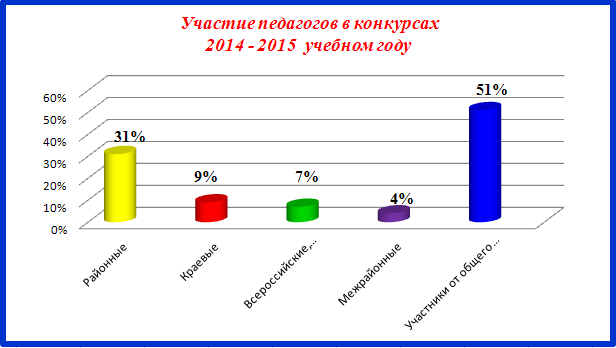 Участие педагогов в конкурсах
2014 - 2015 учебном году
60%
50%
40%
30%
20%
10%
0%
31%
9%
7%
4%
51%
Районные
Краевые
Всероссийские,...
Межрайонные
Участники от общего...